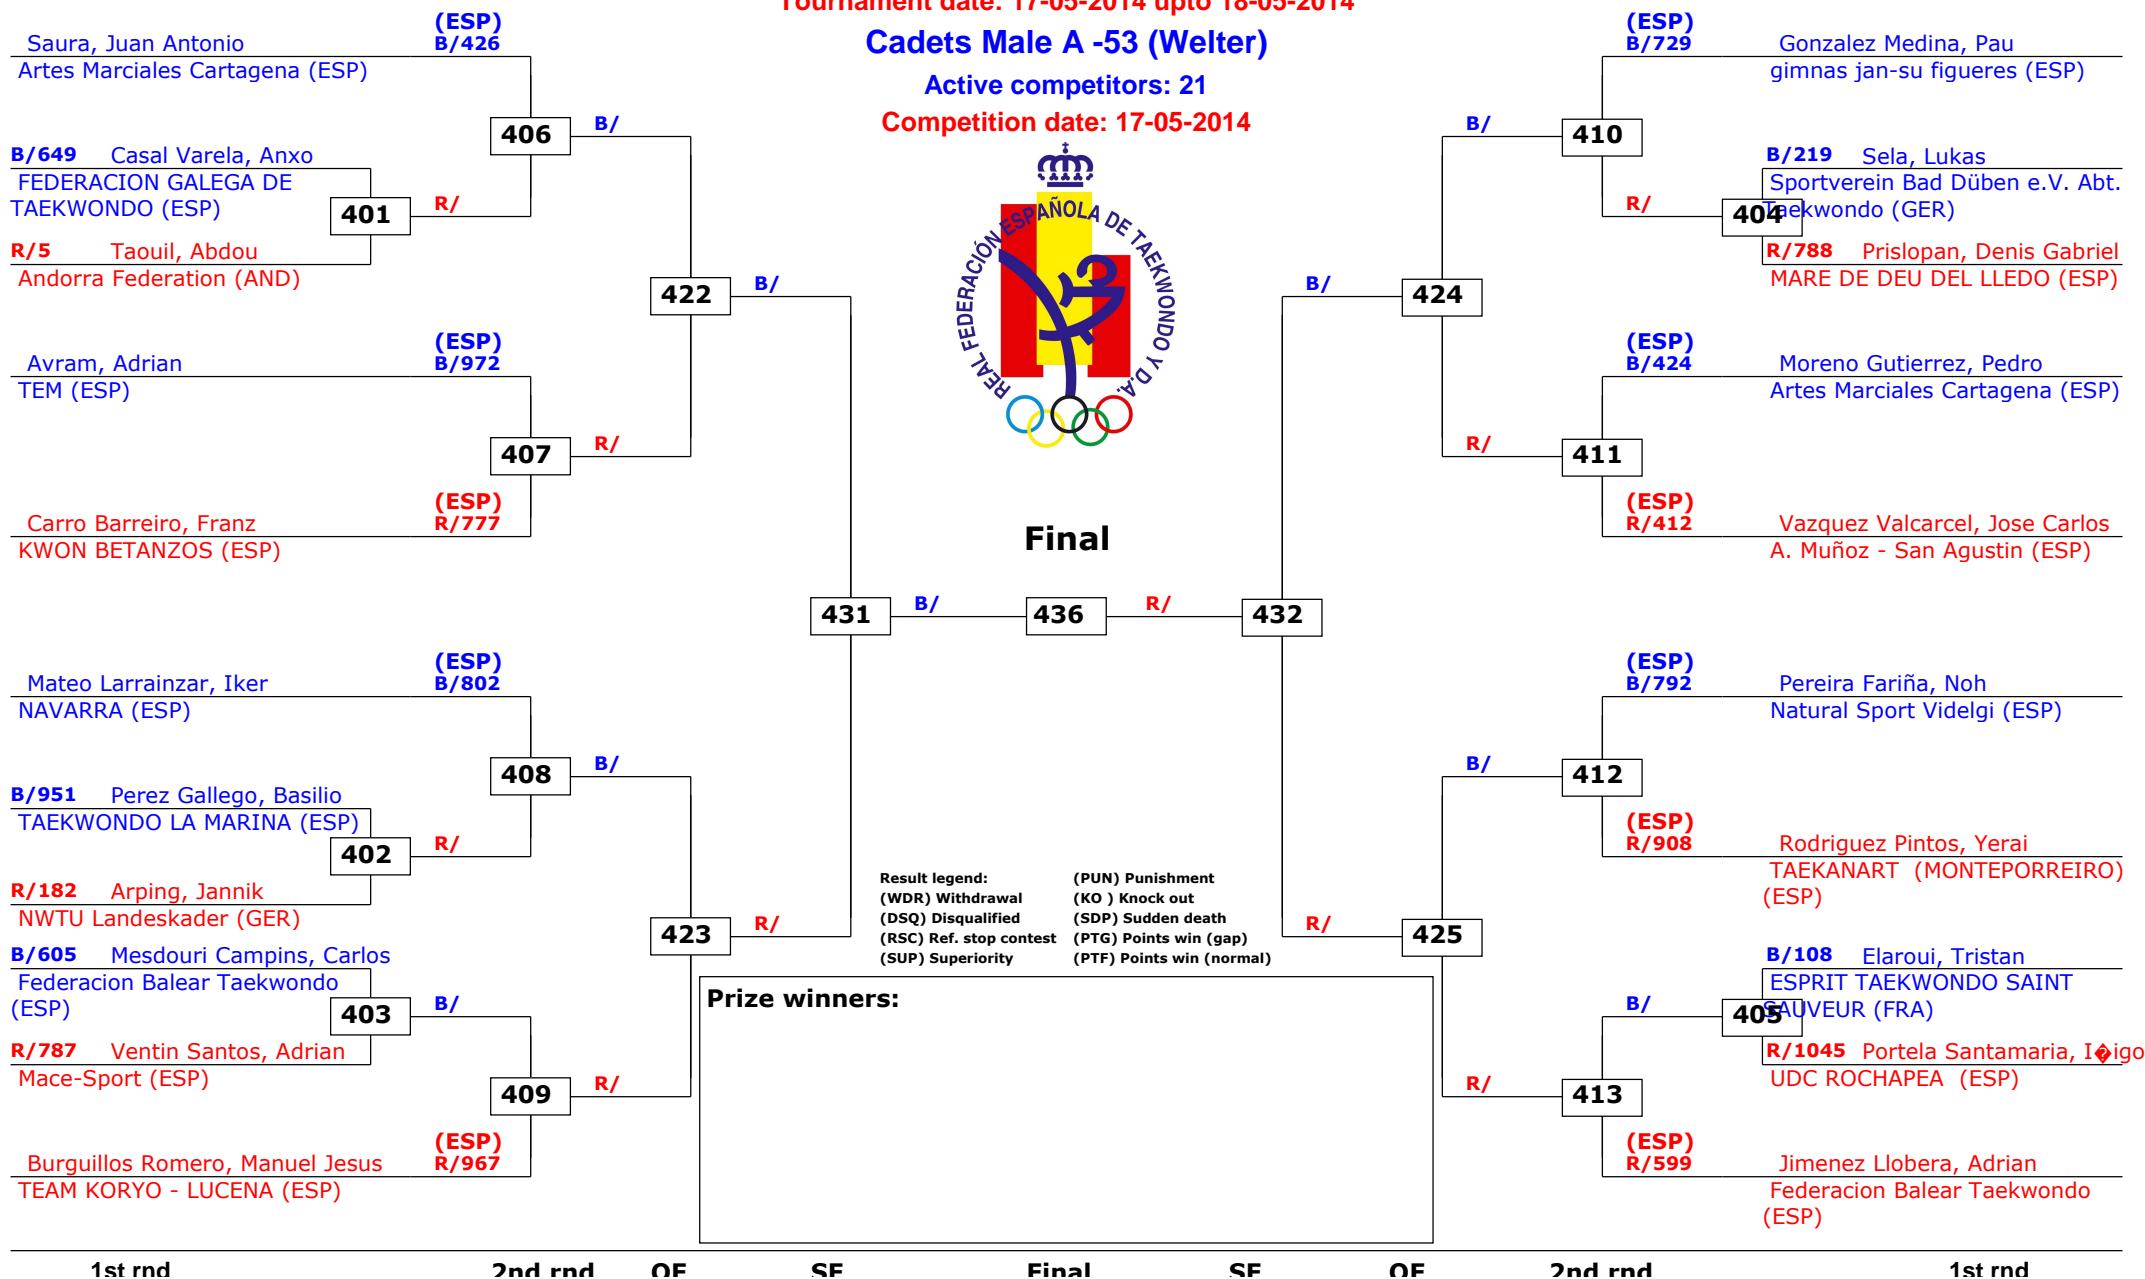 Tournament date: 17-05-2014 upto 18-05-2014
Cadets Male A -53 (Welter)
Active competitors: 21
Competition date: 17-05-2014
REAL FEDERACIÓN ESPAÑOLA DE TAEKWONDO Y D.A.
(ESP)
Saura, Juan Antonio B/426
Artes Marciales Cartagena (ESP)
406 B/
B/649 Casal Varela, Anxo
FEDERACION GALEGA DE
TAEKWONDO (ESP)
401 R/
R/5 Taouil, Abdou
Andorra Federation (AND)
422 B/
(ESP)
Avram, Adrian B/972
TEM (ESP)
407 R/
(ESP)
Carro Barreiro, Franz R/777
KWON BETANZOS (ESP)
431 B/
(ESP)
Mateo Larrainzar, Iker B/802
NAVARRA (ESP)
408 B/
B/951 Perez Gallego, Basilio
TAEKWONDO LA MARINA (ESP)
402 R/
R/182 Arping, Jannik
NWTU Landeskader (GER)
423 R/
B/605 Mesdouri Campins, Carlos
Federacion Balear Taekwondo
(ESP)
403 B/
R/787 Ventin Santos, Adrian
Mace-Sport (ESP)
409 R/
(ESP)
Burguillos Romero, Manuel Jesus R/967
TEAM KORYO - LUCENA (ESP)
Final
436
(ESP)
B/729 Gonzalez Medina, Pau
gimnas jan-su figueres (ESP)
B/ 410
B/219 Sela, Lukas
Sportverein Bad Düben e.V. Abt.
Taekwondo (GER)
R/ 404
R/788 Prislopan, Denis Gabriel
MARE DE DEU DEL LLEDO (ESP)
B/ 424
(ESP)
B/424 Moreno Gutierrez, Pedro
Artes Marciales Cartagena (ESP)
R/ 411
(ESP)
R/412 Vazquez Valcarcel, Jose Carlos
A. Muñoz - San Agustin (ESP)
R/ 432
(ESP)
B/792 Pereira Fariña, Noh
Natural Sport Videlgi (ESP)
B/ 412
(ESP)
R/908 Rodriguez Pintos, Yerai
TAEKANART (MONTEPORREIRO)
(ESP)
R/ 425
B/108 Elaroui, Tristan
ESPRIT TAEKWONDO SAINT
SAUVEUR (FRA)
B/ 405
R/1045 Portela Santamaria, I�igo
UDC ROCHAPEA (ESP)
R/ 413
(ESP)
R/599 Jimenez Llobera, Adrian
Federacion Balear Taekwondo
(ESP)
Result legend: (PUN) Punishment
(WDR) Withdrawal (KO ) Knock out
(DSQ) Disqualified (SDP) Sudden death
(RSC) Ref. stop contest (PTG) Points win (gap)
(SUP) Superiority (PTF) Points win (normal)
Prize winners:
1st rnd 2nd rnd QF SF Final SF QF 2nd rnd 1st rnd